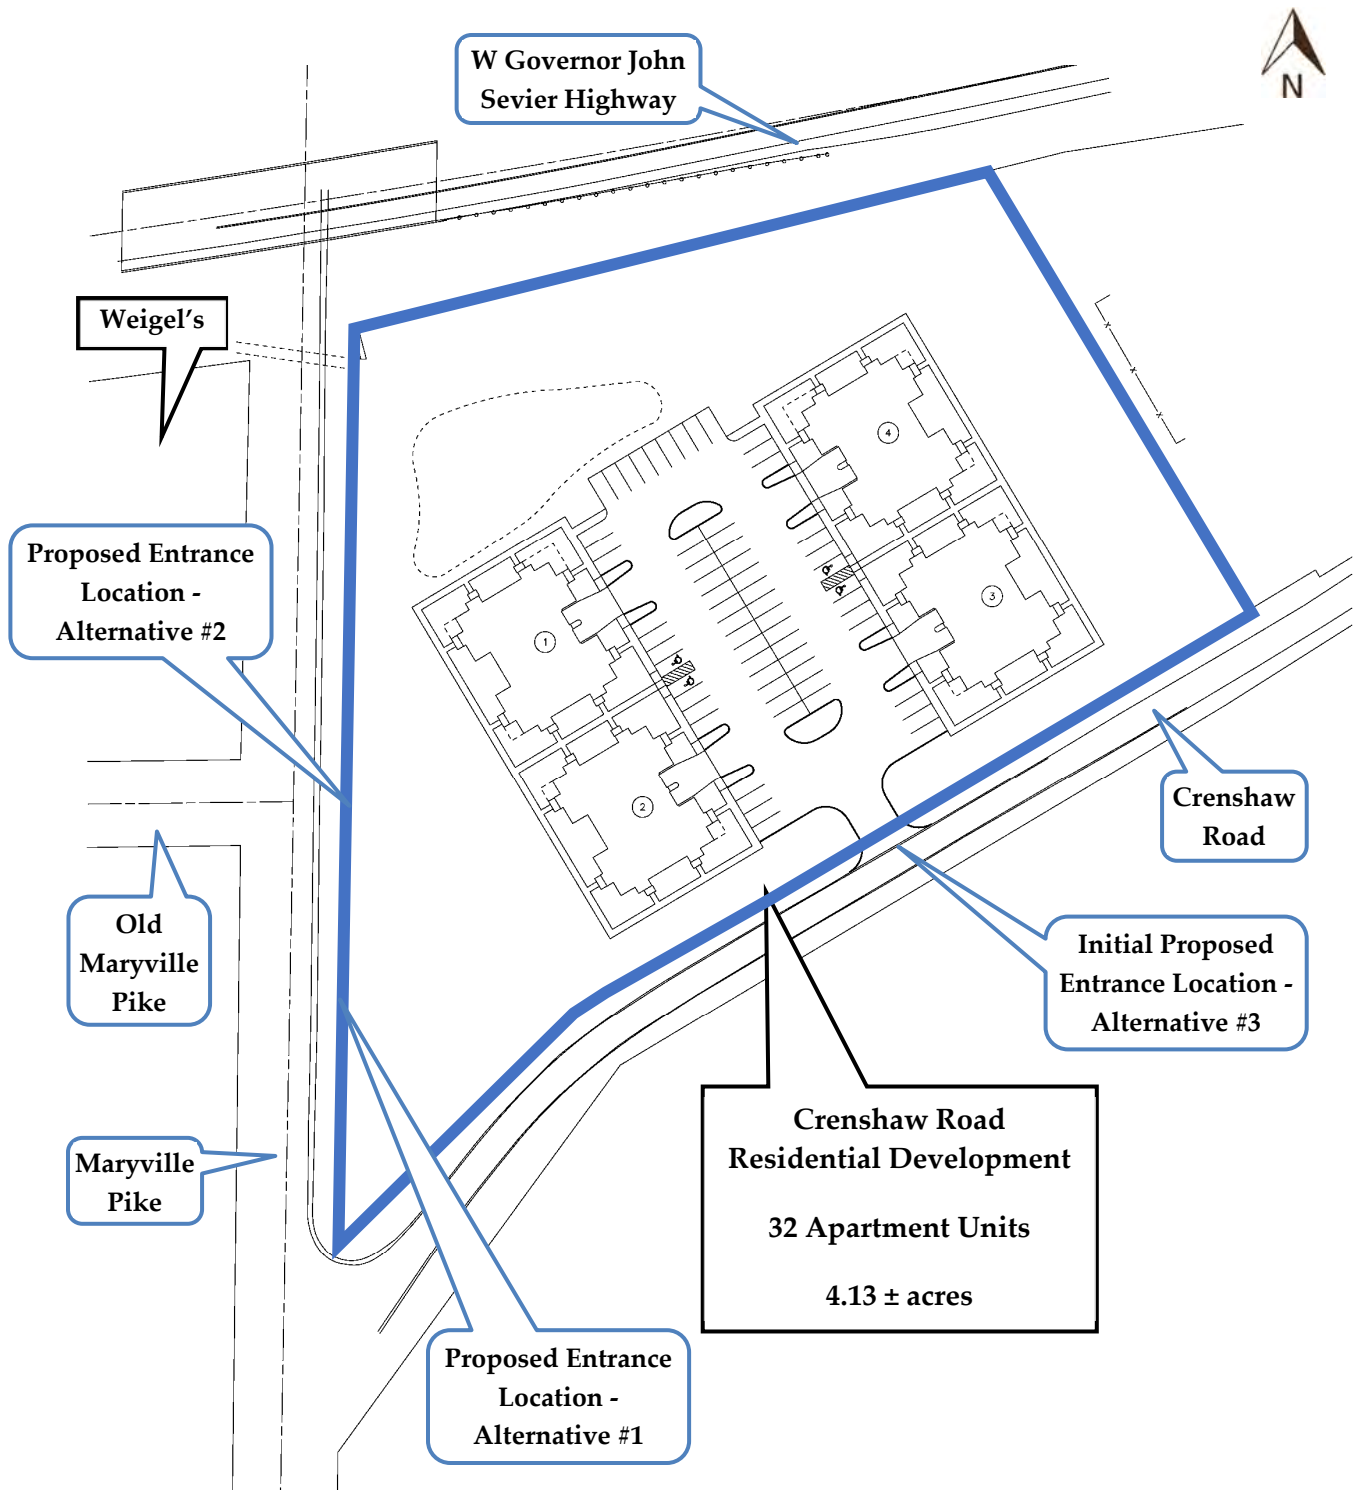 W Governor John
Sevier Highway
N
Weigel's
4
Proposed Entrance
Location -
Alternative #2
3
1
2
Crenshaw
Road
Old
Maryville
Pike
Initial Proposed
Entrance Location -
Alternative #3
Maryville
Pike
Crenshaw Road
Residential Development
32 Apartment Units
4.13 ± acres
Proposed Entrance
Location -
Alternative #1